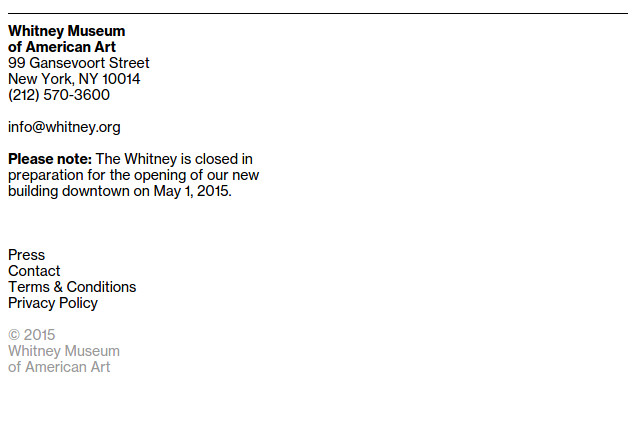 Whitney Museum
of American Art
99 Gansevoort Street
New York, NY 10014
(212) 570-3600
info@whitney.org
Please note: The Whitney is closed in
preparation for the opening of our new
building downtown on May 1, 2015.
Press
Contact
Terms & Conditions
Privacy Policy
© 2015
Whitney Museum
of American Art